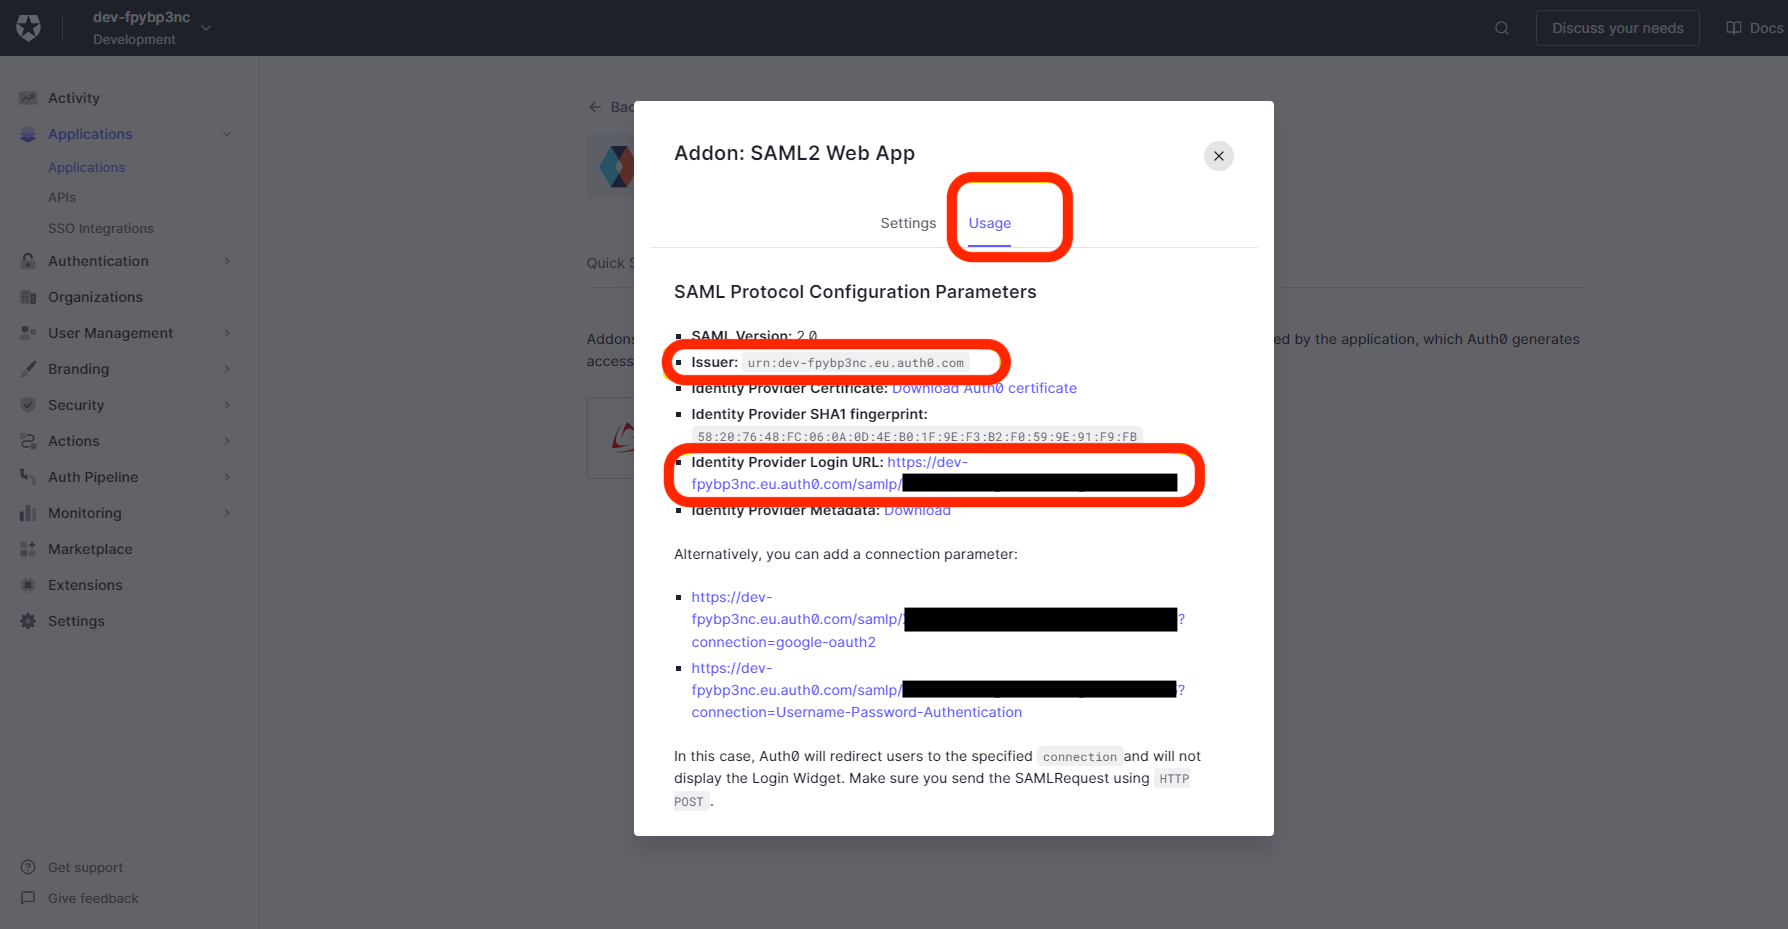 dev-fpybp3nc
Development
Discuss your needs
Docs
Activity
Applications
Applications
APIs
SSO Integrations
Authentication
Organizations
User Management
Branding
Security
Actions
Auth Pipeline
Monitoring
Marketplace
Extensions
Settings
Get support
Give feedback
Quick
Addons
access
ed by the application, which Auth0 generates
Addon: SAML2 Web App
Settings
Usage
SAML Protocol Configuration Parameters
SAML Version: 2.0
Issuer: urn:dev-fpybp3nc.eu.auth0.com
Identity Provider Certificate: Download Auth0 certificate
Identity Provider SHA1 fingerprint:
58:20:76:48:FC:06:0A:0D:4E:B0:1F:9E:F3:B2:F0:59:9E:91:F9:FB
Identity Provider Login URL: https://dev-
fpybp3nc.eu.auth0.com/samlp/
Identity Provider Metadata: Download
Alternatively, you can add a connection parameter:
https://dev-
fpybp3nc.eu.auth0.com/samlp/ ?
connection=google-oauth2
https://dev-
fpybp3nc.eu.auth0.com/samlp/ ?
connection=Username-Password-Authentication
In this case, Auth0 will redirect users to the specified connection and will not
display the Login Widget. Make sure you send the SAMLRequest using HTTP
POST .